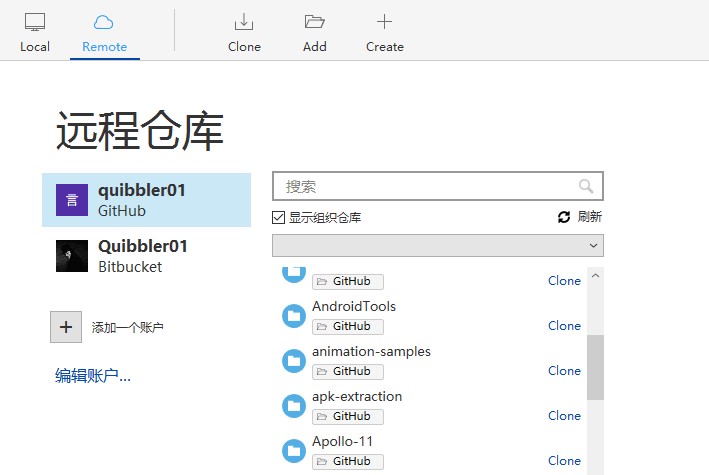 Local
Remote
Clone
Add
Create
远程仓库
言
quibbler01
GitHub
Quibbler01
Bitbucket
添加一个账户
编辑账户...
搜索
显示组织仓库
刷新
GitHub
Clone
AndroidTools
GitHub
Clone
animation-samples
GitHub
Clone
apk-extraction
GitHub
Clone
Apollo-11
GitHub
Clone